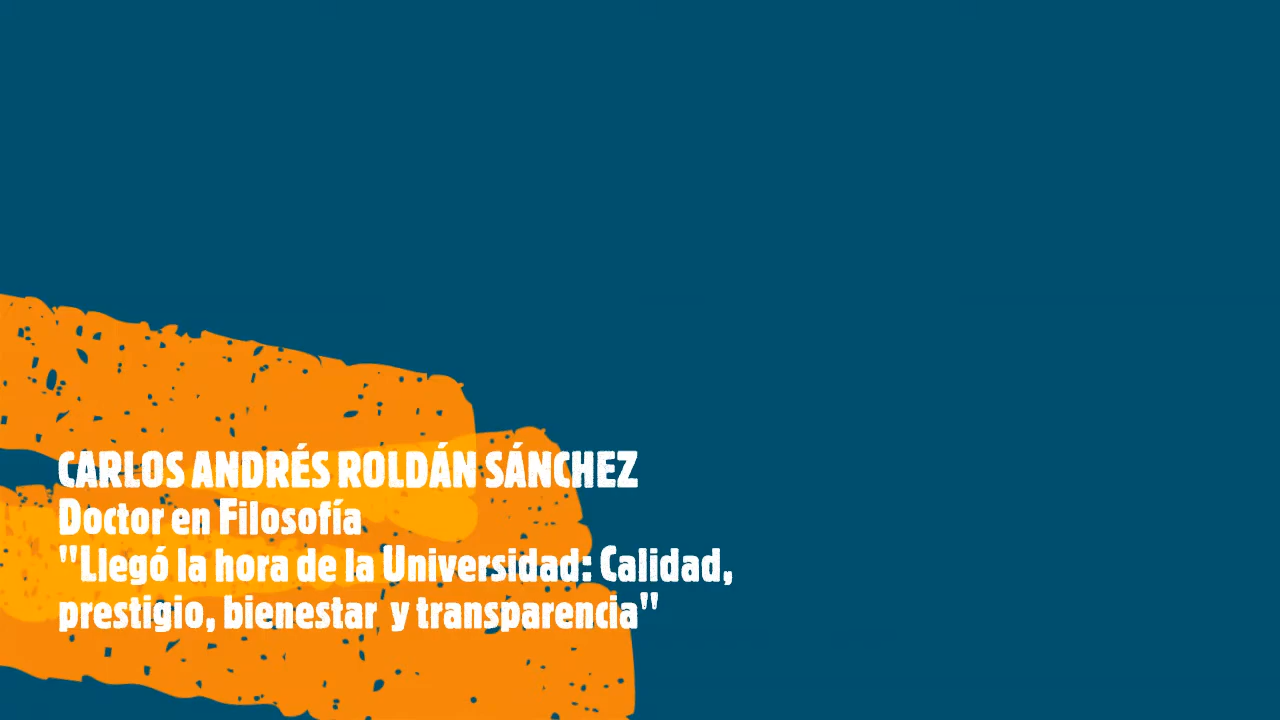 CARLOS ANDRÉS ROLDÁN SÁNCHEZ
Doctor en Filosofía
"Llegó la hora de la Universidad: Calidad,
prestigio, bienestar y transparencia"